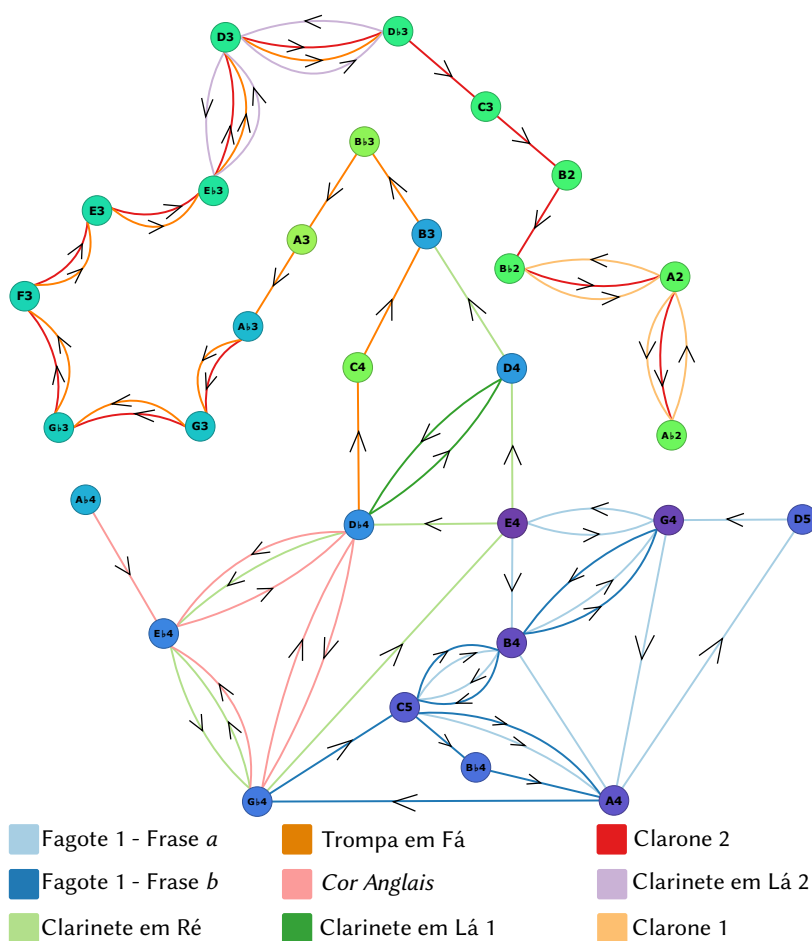 D3
D♭3
C3
B♭3
B2
E♭3
E3
B3
A3
B♭2
A2
F3
A♭3
C4
D4
G♭3
G3
A♭2
A♭4
D♭4
E4
G4
D5
E♭4
B4
C5
B♭4
G♭4
A4
Fagote 1 - Frase a
Trompa em Fá
Clarone 2
Fagote 1 - Frase b
Cor Anglais
Clarinete em Lá 2
Clarinete em Ré
Clarinete em Lá 1
Clarone 1